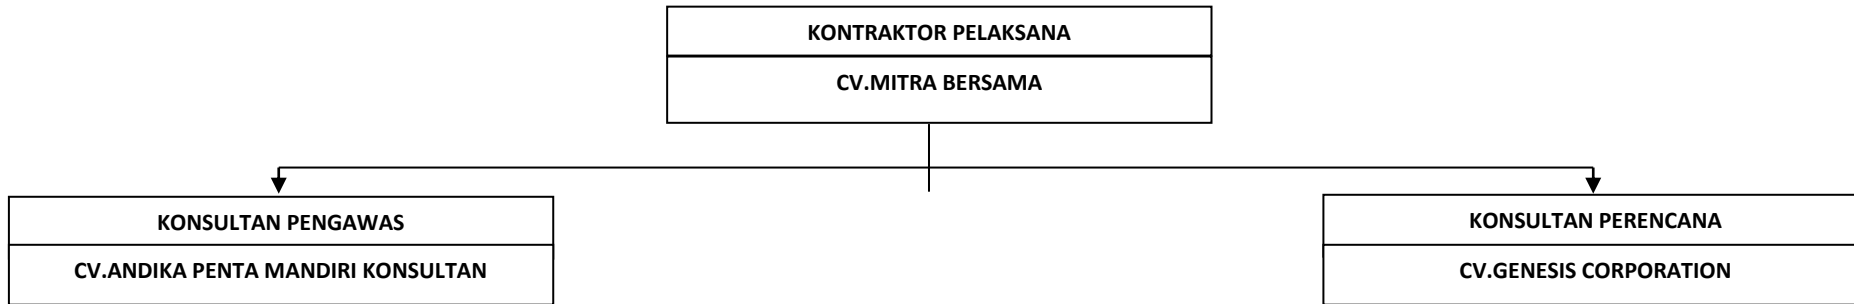 KONTRAKTOR PELAKSANA
CV.MITRA BERSAMA
KONSULTAN PENGAWAS
CV.ANDIKA PENTA MANDIRI KONSULTAN
KONSULTAN PERENCANA
CV.GENESIS CORPORATION